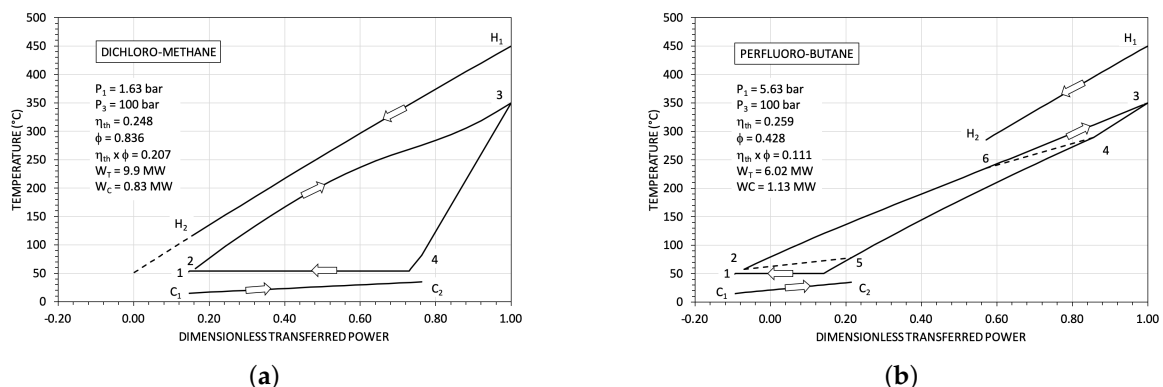 DICHLORO-METHANE
P1 = 1.63 bar
P3 = 100 bar
ηth = 0.248
ϕ = 0.836
ηth x ϕ = 0.207
WT = 9.9 MW
WC = 0.83 MW
TEMPERATURE (°C)
500
450
400
350
300
250
200
150
100
50
0
H1
3
H2
2
1
4
C1
C2
-0.20
0.00
0.20
0.40
0.60
0.80
1.00
DIMENSIONLESS TRANSFERRED POWER
(a)
PERFLUORO-BUTANE
P1 = 5.63 bar
P3 = 100 bar
ηth = 0.259
ϕ = 0.428
ηth x ϕ = 0.111
WT = 6.02 MW
WC = 1.13 MW
TEMPERATURE (°C)
500
450
400
350
300
250
200
150
100
50
0
H1
3
H2
6
4
2
5
1
C1
C2
-0.20
0.00
0.20
0.40
0.60
0.80
1.00
DIMENSIONLESS TRANSFERRED POWER
(b)